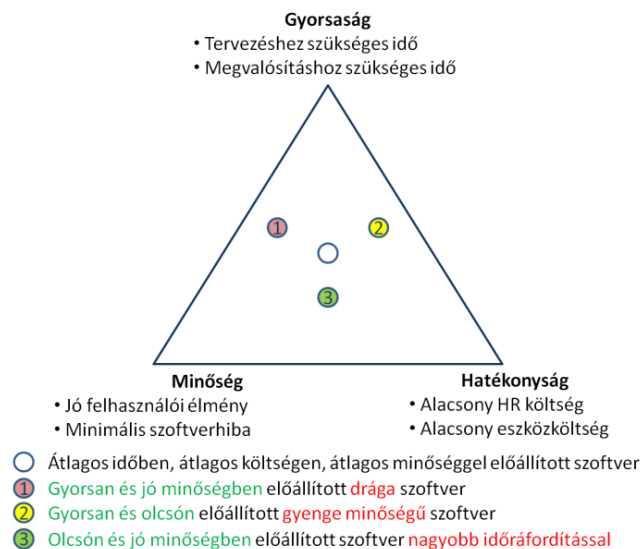 Gyorsaság
• Tervezéshez szükséges idő
• Megvalósításhoz szükséges idő
1
2
3
Minőség
• Jó felhasználói élmény
• Minimális szoftverhiba
Hatékonyság
• Alacsony HR költség
• Alacsony eszközköltség
Átlagos időben, átlagos költségen, átlagos minőséggel előállított szoftver
1 Gyorsan és jó minőségben előállított drága szoftver
2 Gyorsan és olcsón előállított gyenge minőségű szoftver
3 Olcsón és jó minőségben előállított szoftver nagyobb időráfordítással